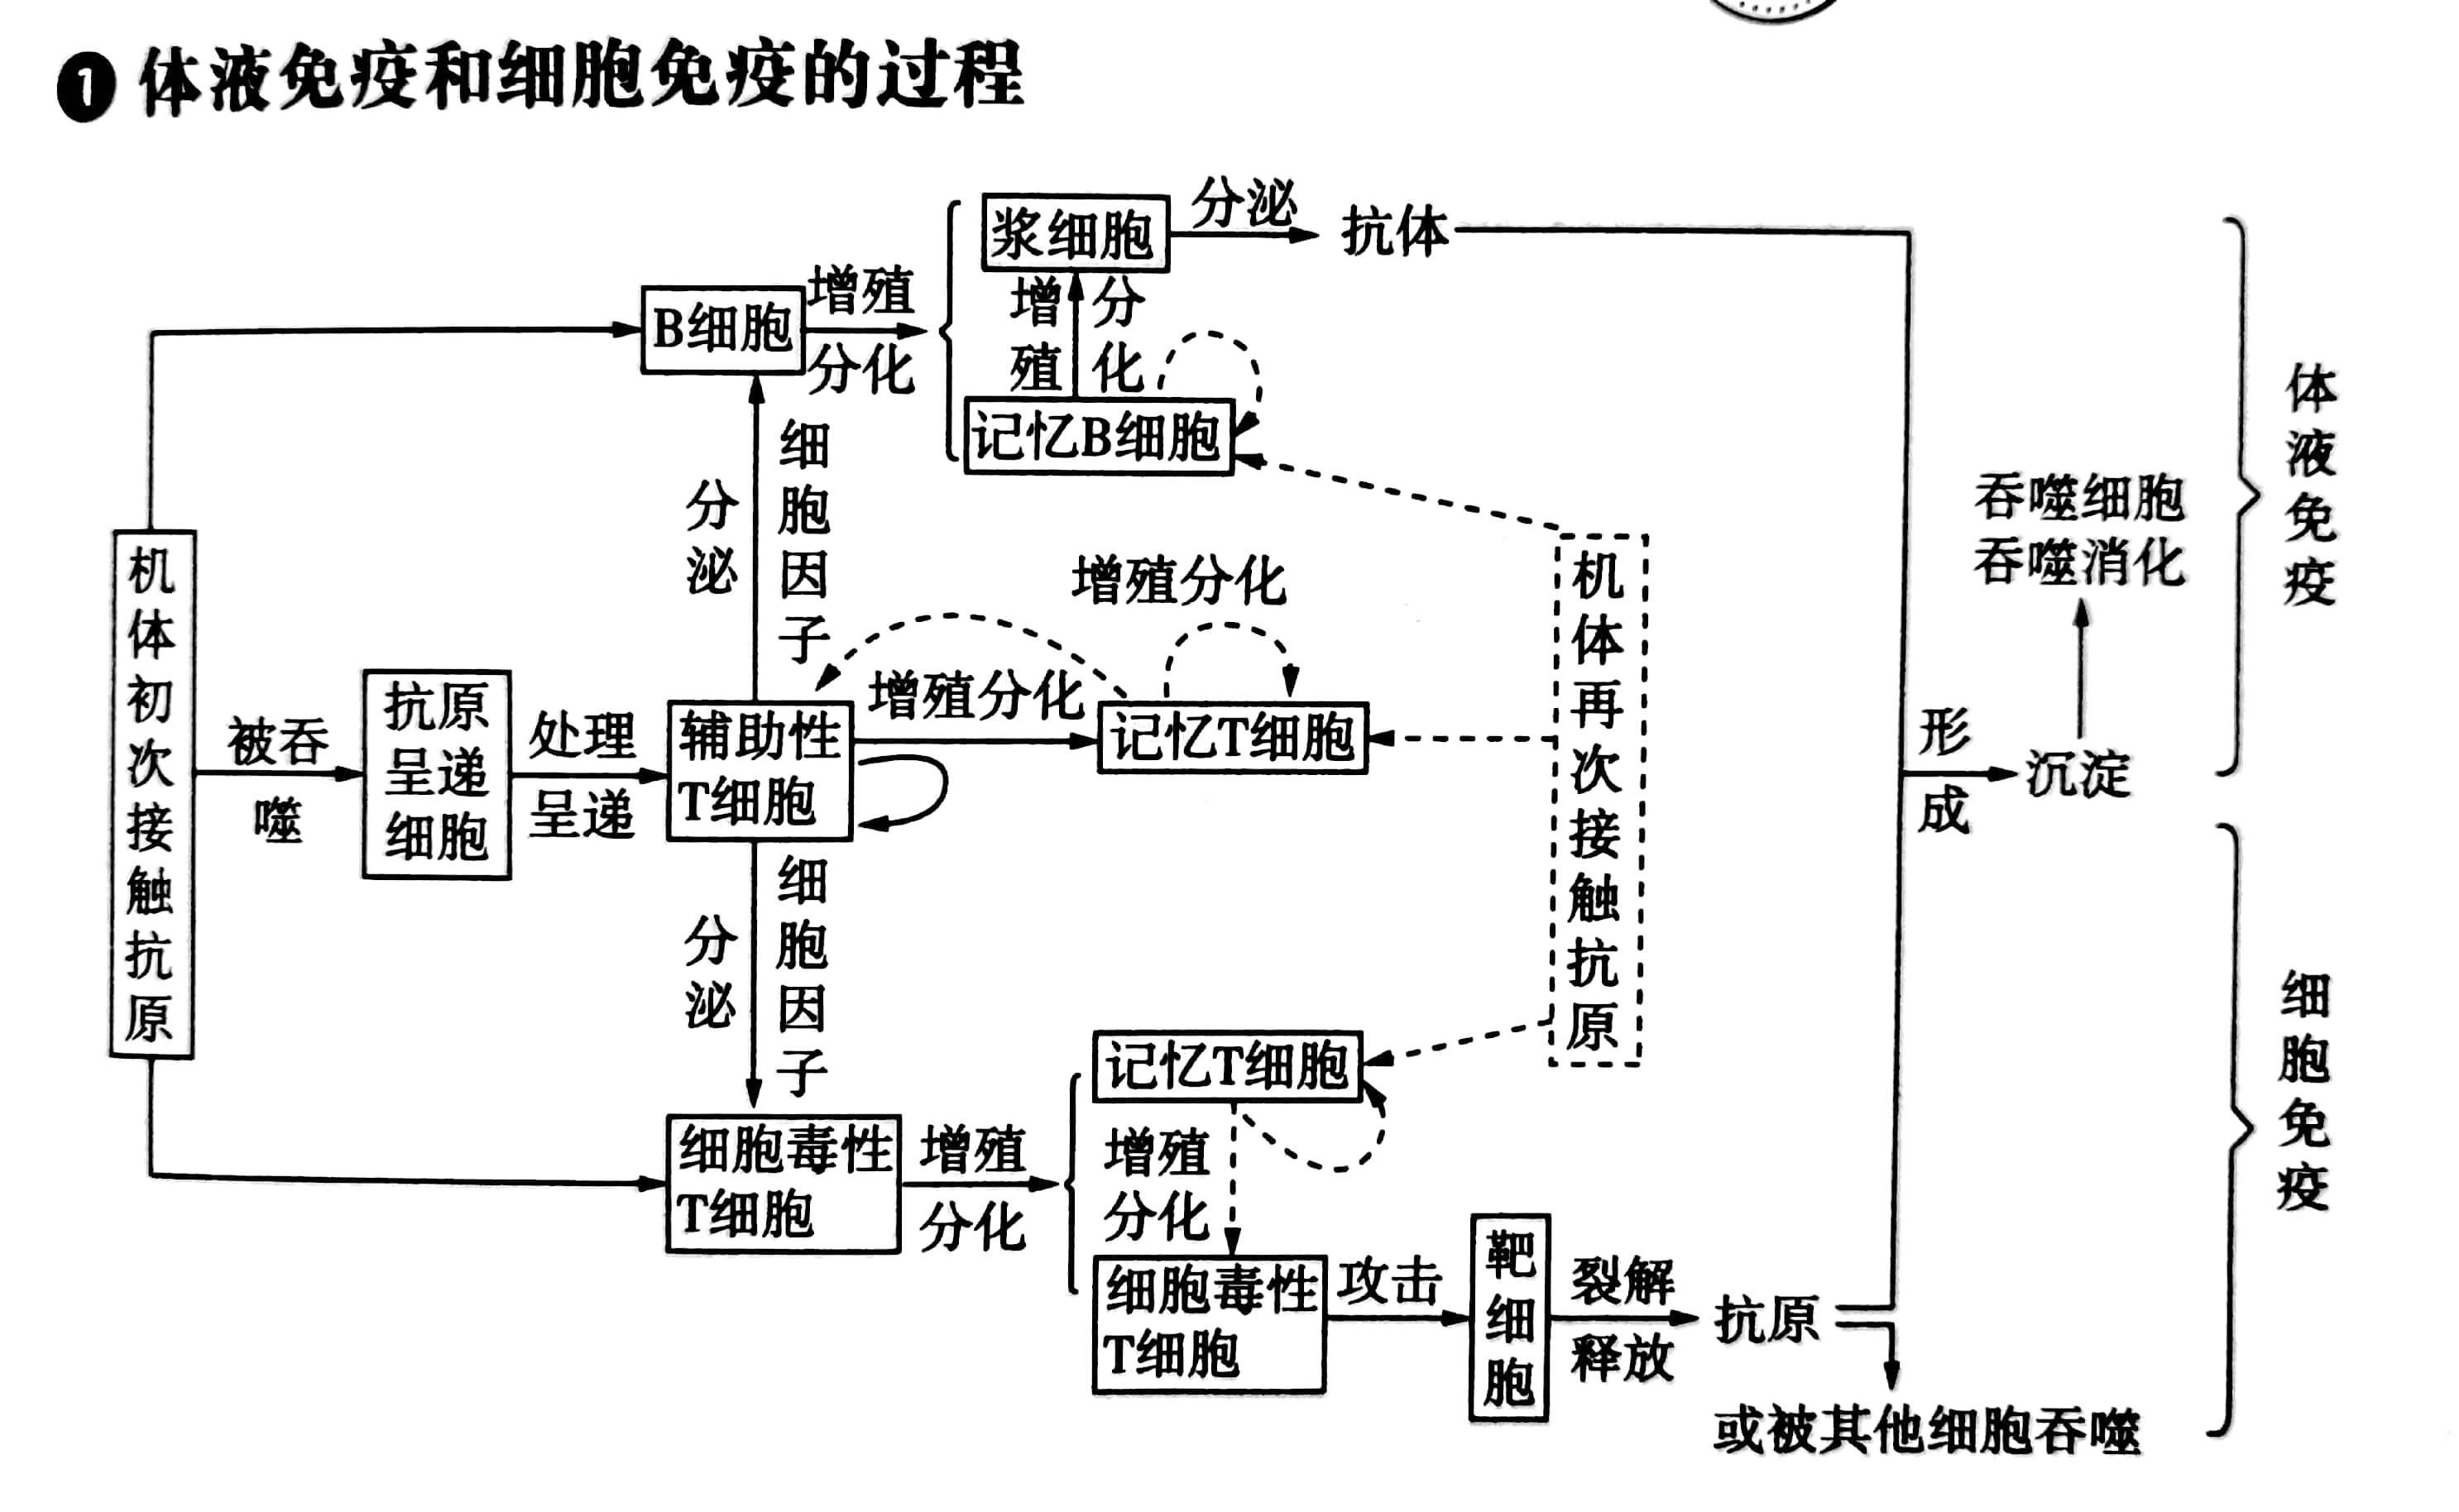 ❶ 体液免疫和细胞免疫的过程
机体初次接触抗原
被吞
噬
抗原
呈递
细胞
处理
呈递
B细胞
增殖
分化
浆细胞
分泌
抗体
增殖
分化
记忆B细胞
分泌
细胞因子
辅助性
T细胞
增殖分化
增殖分化
记忆T细胞
机体再次接触抗原
分泌
细胞因子
细胞毒性
T细胞
增殖
分化
记忆T细胞
增殖
分化
细胞毒性
T细胞
攻击
靶细胞
裂解
释放
抗原
或被其他细胞吞噬
形成
沉淀
吞噬细胞
吞噬消化
体液免疫
细胞免疫